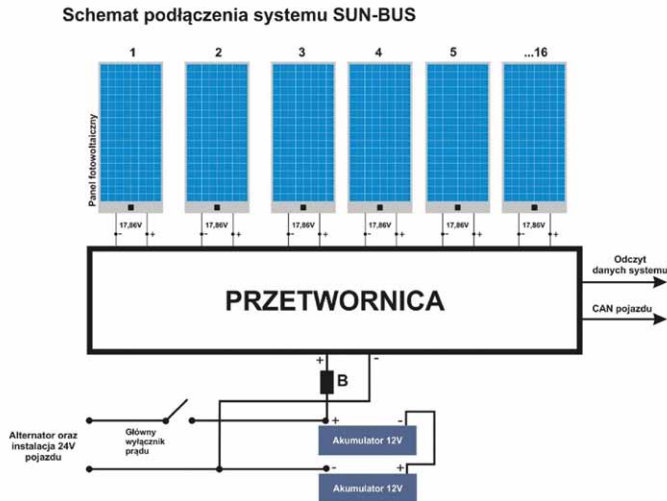 Schemat podłączenia systemu SUN-BUS
1 2 3 4 5 ...16
Panel fotowoltaiczny
17,86V 17,86V 17,86V 17,86V 17,86V 17,86V
- + - + - + - + - + - +
PRZETWORNICA
Odczyt
danych systemu
CAN pojazdu
+ -
B
Alternator oraz
instalacja 24V
pojazdu
Główny
wyłącznik
prądu
+ -
Akumulator 12V
- +
Akumulator 12V